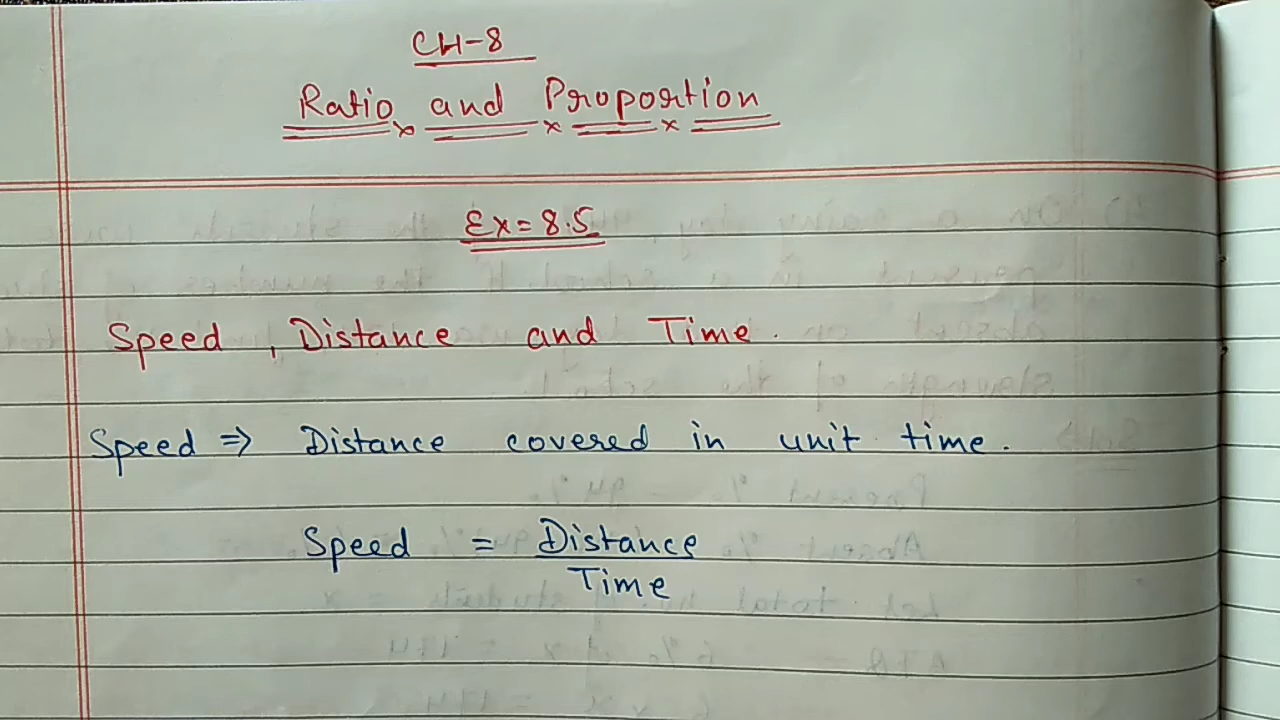 CH-8
Ratio and Proportion
Ex = 8.5
Speed , Distance and Time .
Speed ⇒ Distance covered in unit time .
Speed = Distance
Time